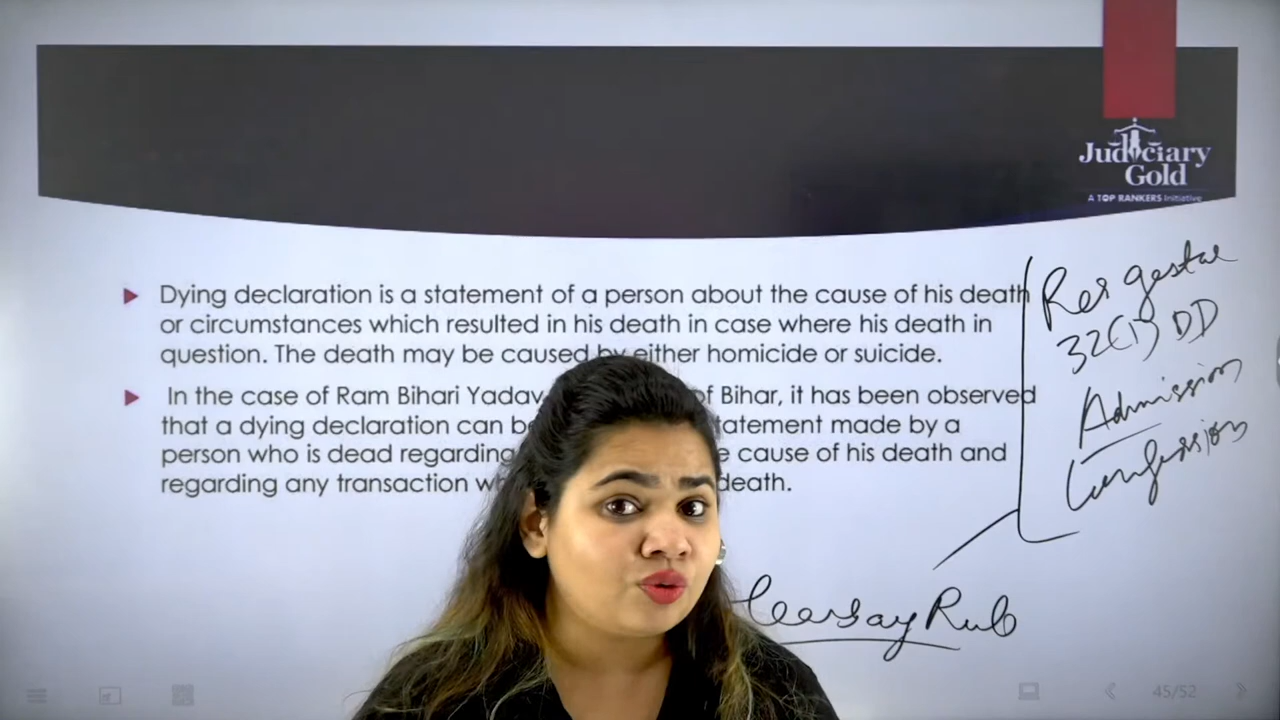 Judiciary
Gold
A TOP RANKERS Initiative
Dying declaration is a statement of a person about the cause of his death
or circumstances which resulted in his death in case where his death in
question. The death may be caused by either homicide or suicide.
In the case of Ram Bihari Yadav of Bihar, it has been observed
that a dying declaration can be statement made by a
person who is dead regarding cause of his death and
regarding any transaction death.
Res gestae
32(1) DD
Admission
Confession
Hearsay Rule
45/52